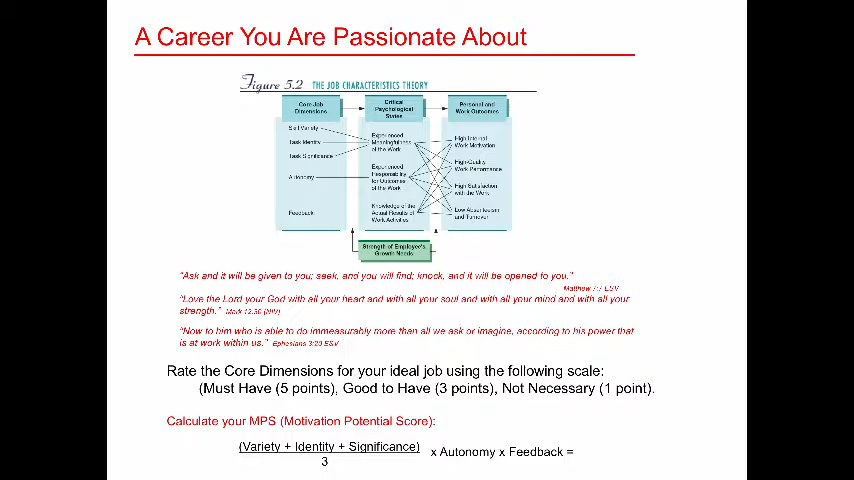 A Career You Are Passionate About
Figure 5.2 THE JOB CHARACTERISTICS THEORY
Core Job
Dimensions
Critical
Psychological
States
Personal and
Work Outcomes
Skill Variety
Task Identity
Task Significance
Autonomy
Feedback
Experienced
Meaningfulness
of the Work
Experienced
Responsibility
for Outcomes
of the Work
Knowledge of the
Actual Results of
Work Activities
High Internal
Work Motivation
High-Quality
Work Performance
High Satisfaction
with the Work
Low Absenteeism
and Turnover
Strength of Employee's
Growth Needs
"Ask and it will be given to you; seek, and you will find; knock, and it will be opened to you."
Matthew 7:7 ESV
"Love the Lord your God with all your heart and with all your soul and with all your mind and with all your
strength." Mark 12:30 (NIV)
"Now to him who is able to do immeasurably more than all we ask or imagine, according to his power that
is at work within us." Ephesians 3:20 ESV
Rate the Core Dimensions for your ideal job using the following scale:
(Must Have (5 points), Good to Have (3 points), Not Necessary (1 point).
Calculate your MPS (Motivation Potential Score):
(Variety + Identity + Significance)
3
x Autonomy x Feedback =